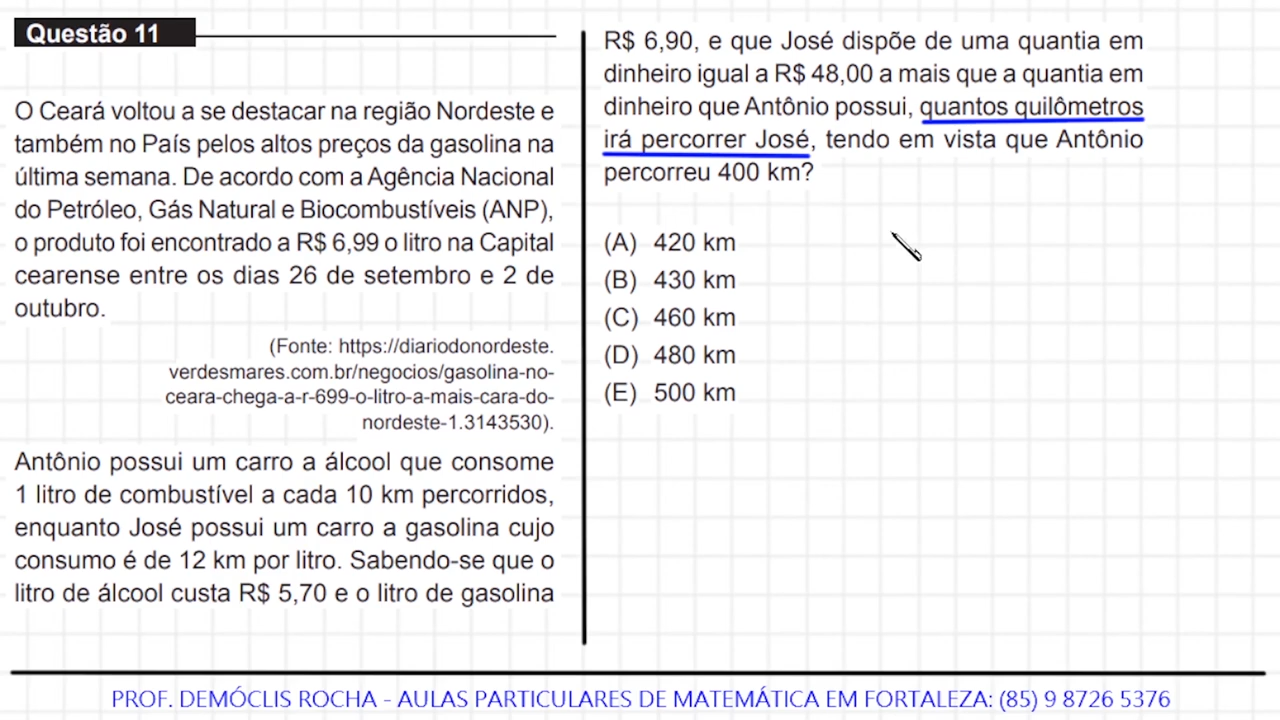 Questão 11
O Ceará voltou a se destacar na região Nordeste e
também no País pelos altos preços da gasolina na
última semana. De acordo com a Agência Nacional
do Petróleo, Gás Natural e Biocombustíveis (ANP),
o produto foi encontrado a R$ 6,99 o litro na Capital
cearense entre os dias 26 de setembro e 2 de
outubro.
(Fonte: https://diariodonordeste.
verdesmares.com.br/negocios/gasolina-no-
ceara-chega-a-r-699-o-litro-a-mais-cara-do-
nordeste-1.3143530).
Antônio possui um carro a álcool que consome
1 litro de combustível a cada 10 km percorridos,
enquanto José possui um carro a gasolina cujo
consumo é de 12 km por litro. Sabendo-se que o
litro de álcool custa R$ 5,70 e o litro de gasolina
R$ 6,90, e que José dispõe de uma quantia em
dinheiro igual a R$ 48,00 a mais que a quantia em
dinheiro que Antônio possui, quantos quilômetros
irá percorrer José, tendo em vista que Antônio
percorreu 400 km?
(A) 420 km
(B) 430 km
(C) 460 km
(D) 480 km
(E) 500 km
PROF. DEMÓCLIS ROCHA - AULAS PARTICULARES DE MATEMÁTICA EM FORTALEZA: (85) 9 8726 5376